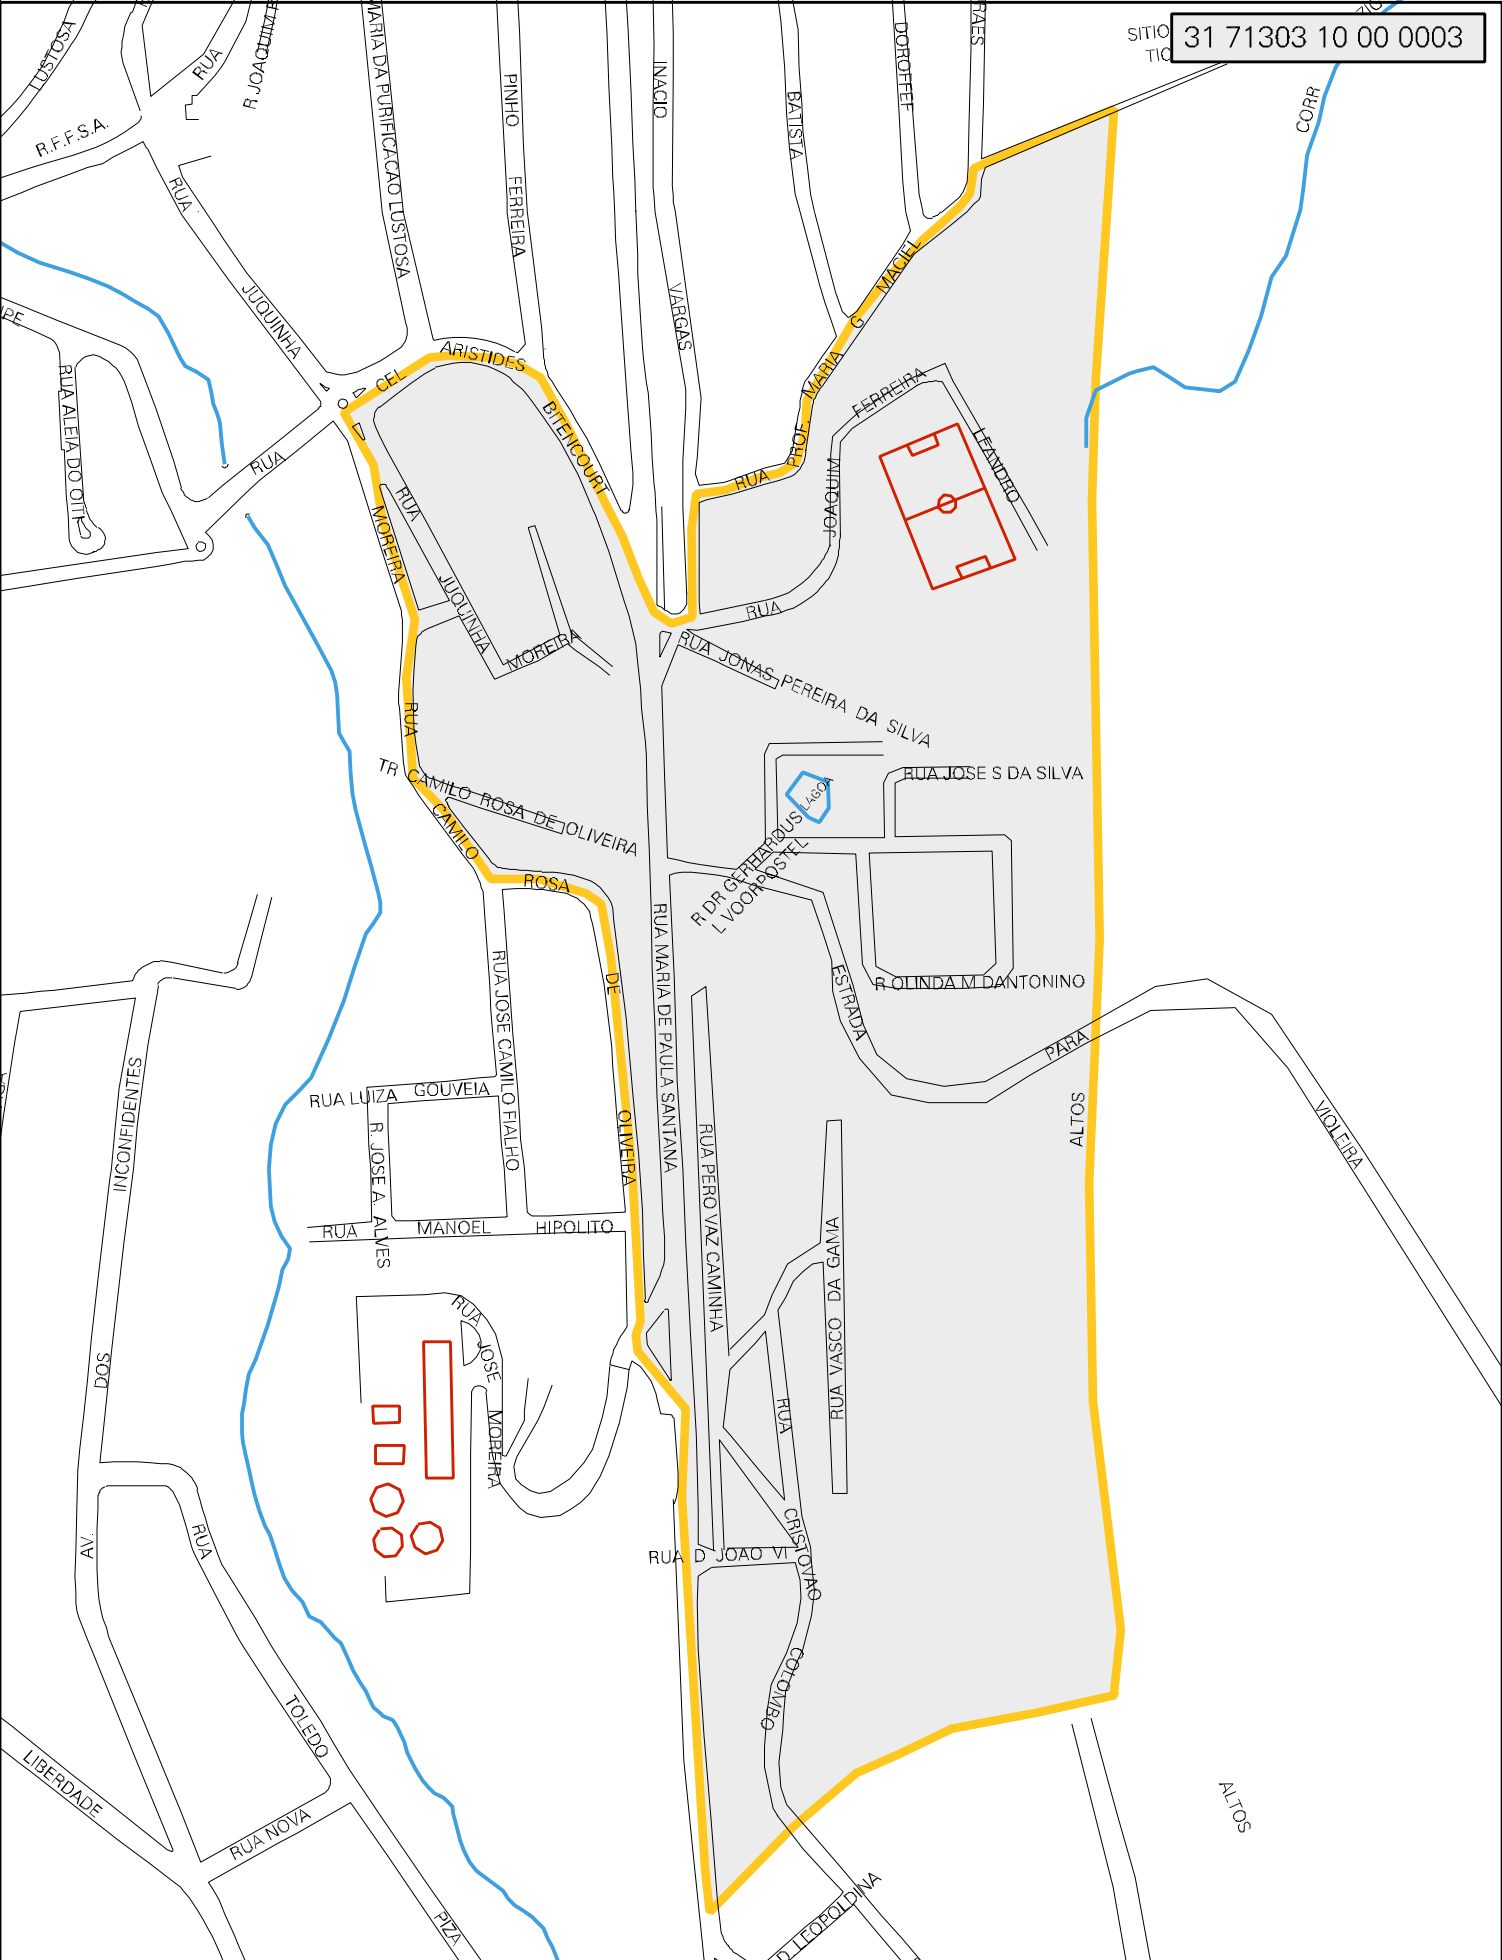 31 71303 10 00 0003
SITIO
TIO
CORR
LUSTOSA
RUA
R JOAQUIM
R.F.F.S.A.
MARIA DA PURIFICACAO LUSTOSA
PINHO
FERREIRA
INACIO
VARGAS
BATISTA
DOROFFEF
RAES
RUA
JUQUINHA
IPE
RUA ALEIA DO OITI
RUA
CEL
ARISTIDES
BITENCOURT
RUA
PROF.
MARIA
G
MACIEL
JOAQUIM
FERREIRA
LEANDRO
RUA
MOREIRA
RUA
JUQUINHA
MOREIRA
RUA
RUA JONAS PEREIRA DA SILVA
RUA JOSE S DA SILVA
LAGOA
R DR GERHARDUS
L VOORPOSTEL
TR CAMILO ROSA DE OLIVEIRA
CAMILO
ROSA
DE
OLIVEIRA
RUA MARIA DE PAULA SANTANA
RUA JOSE CAMILO FIALHO
ESTRADA
PARA
VIOLEIRA
R OLINDA M DANTONINO
ALTOS
RUA LUIZA GOUVEIA
R. JOSE A. ALVES
RUA MANOEL HIPOLITO
RUA PERO VAZ CAMINHA
RUA VASCO DA GAMA
RUA
CRISTOVAO
COLOMBO
RUA D JOAO VI
RUA
JOSE
MOREIRA
INCONFIDENTES
DOS
AV.
RUA
TOLEDO
PIZA
LIBERDADE
RUA NOVA
D LEOPOLDINA
ALTOS